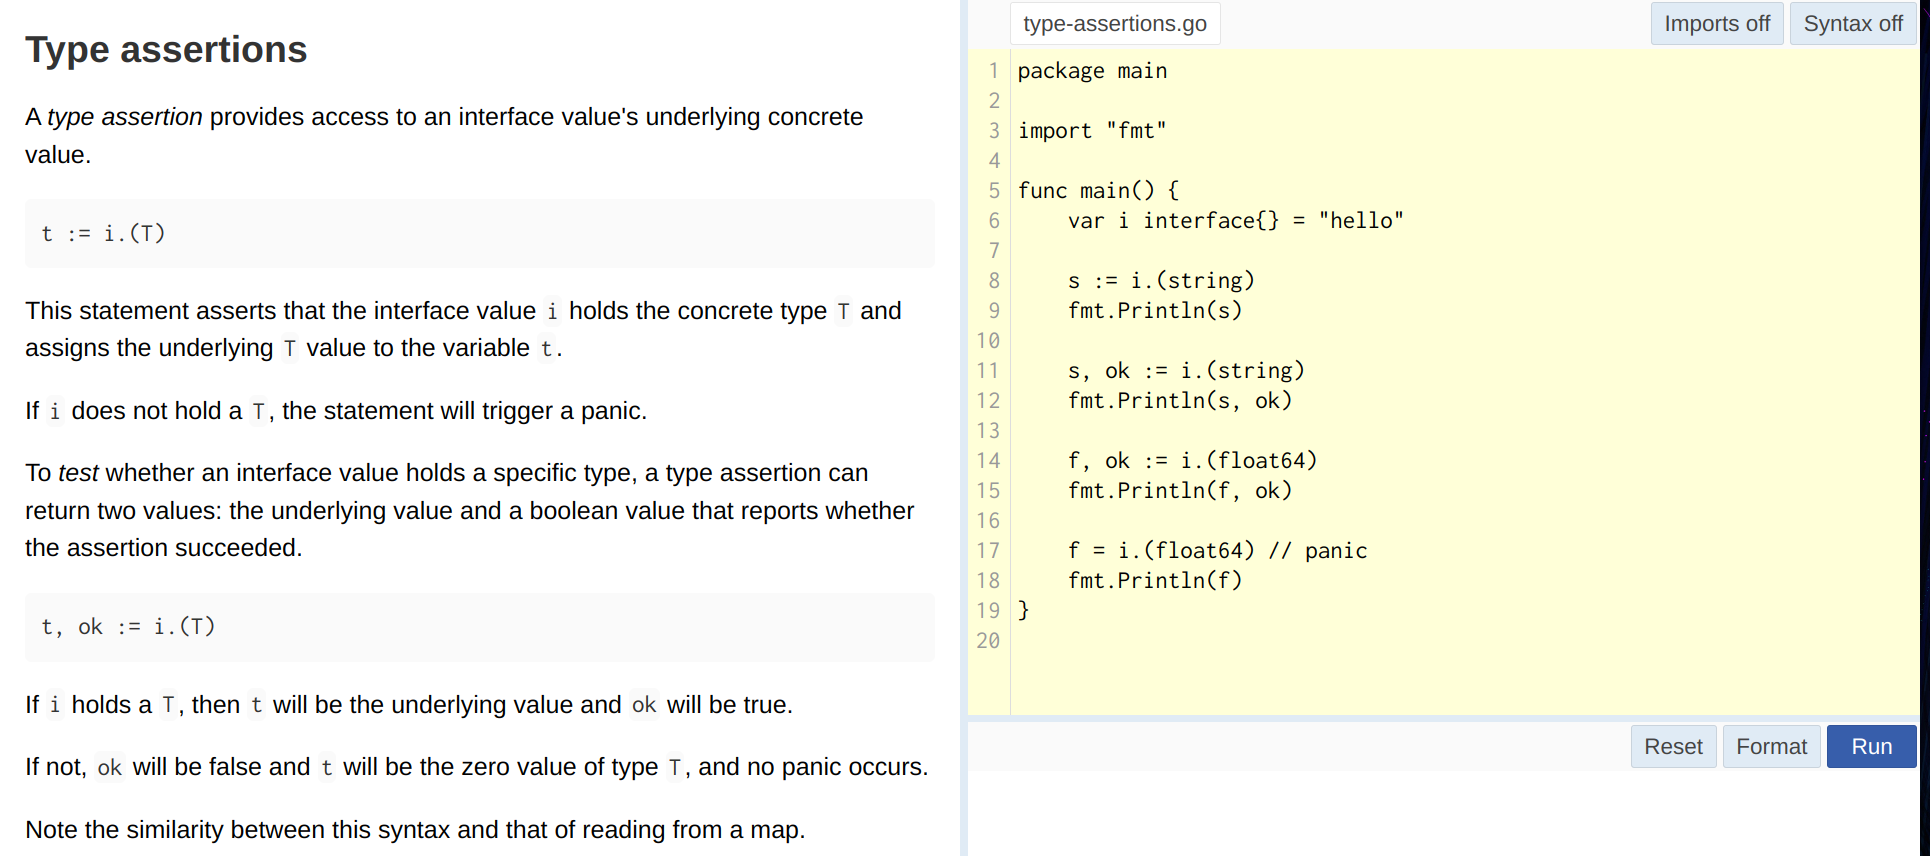 Type assertions
A type assertion provides access to an interface value's underlying concrete
value.
t := i.(T)
This statement asserts that the interface value i holds the concrete type T and
assigns the underlying T value to the variable t.
If i does not hold a T, the statement will trigger a panic.
To test whether an interface value holds a specific type, a type assertion can
return two values: the underlying value and a boolean value that reports whether
the assertion succeeded.
t, ok := i.(T)
If i holds a T, then t will be the underlying value and ok will be true.
If not, ok will be false and t will be the zero value of type T, and no panic occurs.
Note the similarity between this syntax and that of reading from a map.
type-assertions.go
Imports off
Syntax off
1 package main
2
3 import "fmt"
4
5 func main() {
6     var i interface{} = "hello"
7
8     s := i.(string)
9     fmt.Println(s)
10
11     s, ok := i.(string)
12     fmt.Println(s, ok)
13
14     f, ok := i.(float64)
15     fmt.Println(f, ok)
16
17     f = i.(float64) // panic
18     fmt.Println(f)
19 }
20
Reset
Format
Run